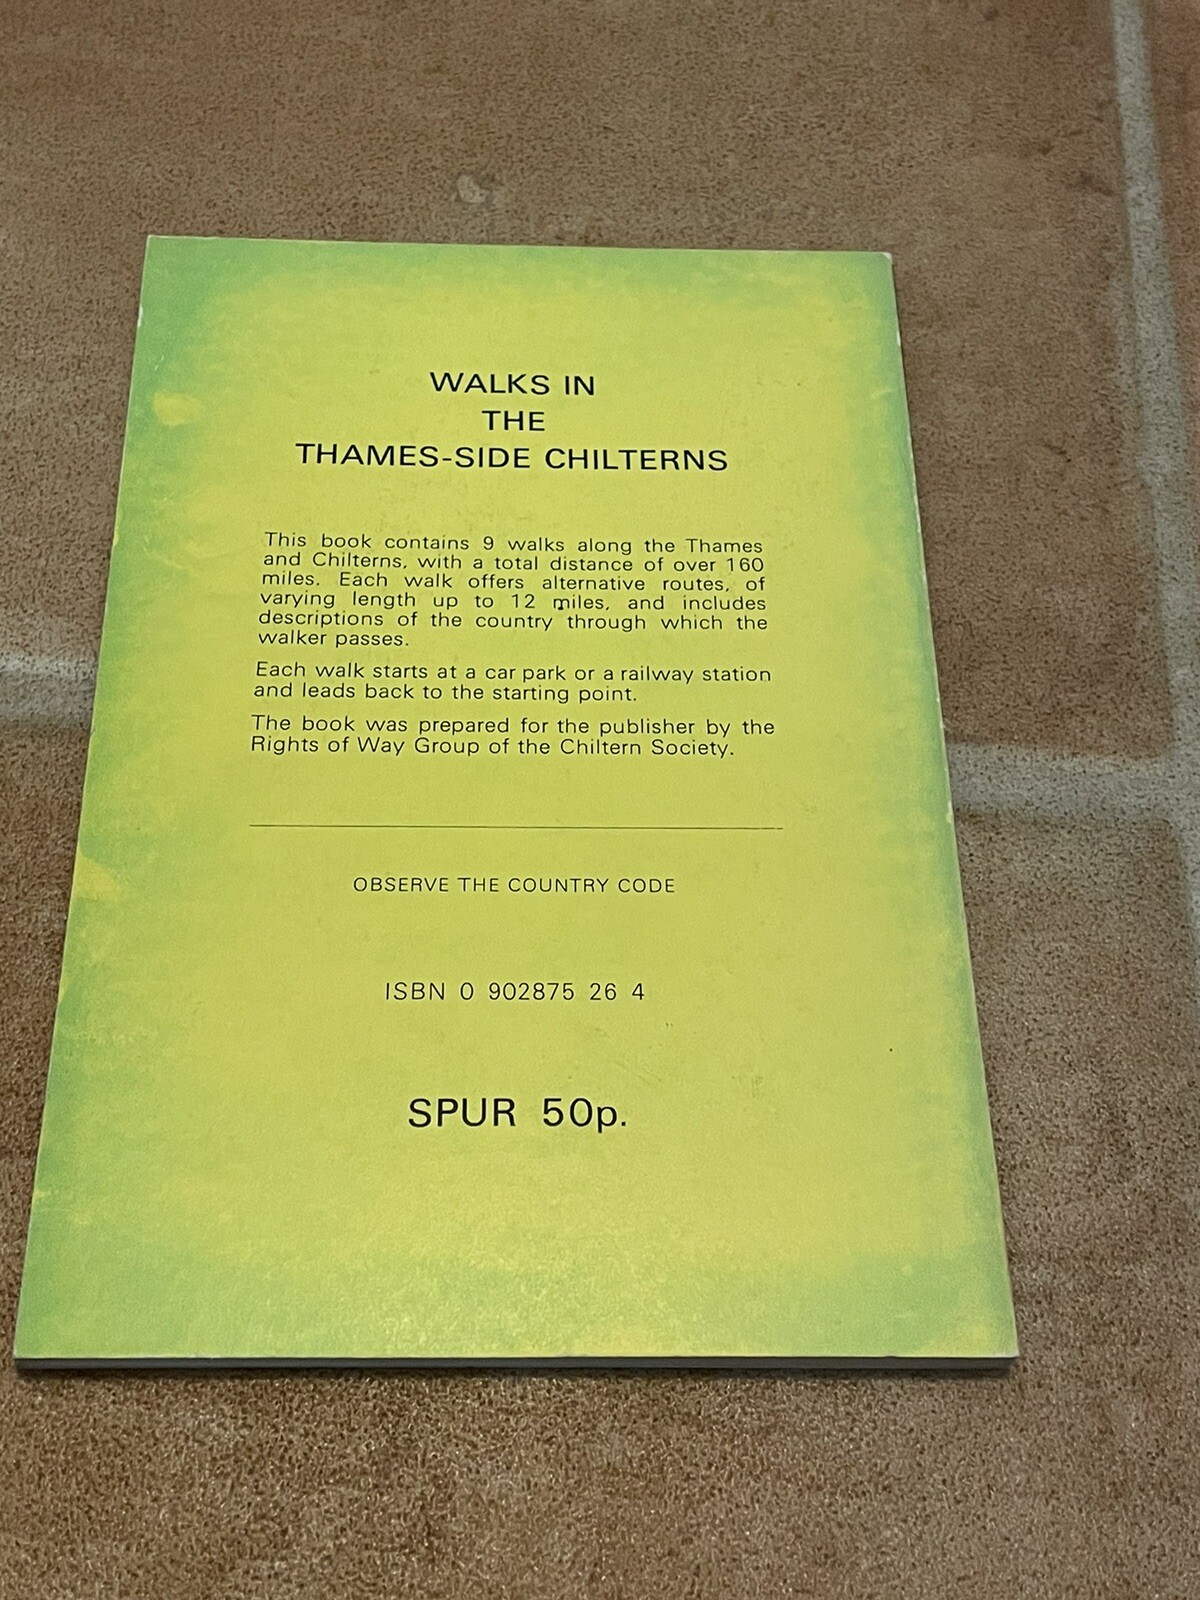 WALKS IN
THE
THAMES-SIDE CHILTERNS
This book contains 9 walks along the Thames
and Chilterns, with a total distance of over 160
miles. Each walk offers alternative routes, of
varying length up to 12 miles, and includes
descriptions of the country through which the
walker passes.
Each walk starts at a car park or a railway station
and leads back to the starting point.
The book was prepared for the publisher by the
Rights of Way Group of the Chiltern Society.
OBSERVE THE COUNTRY CODE
ISBN 0 902875 26 4
SPUR 50p.